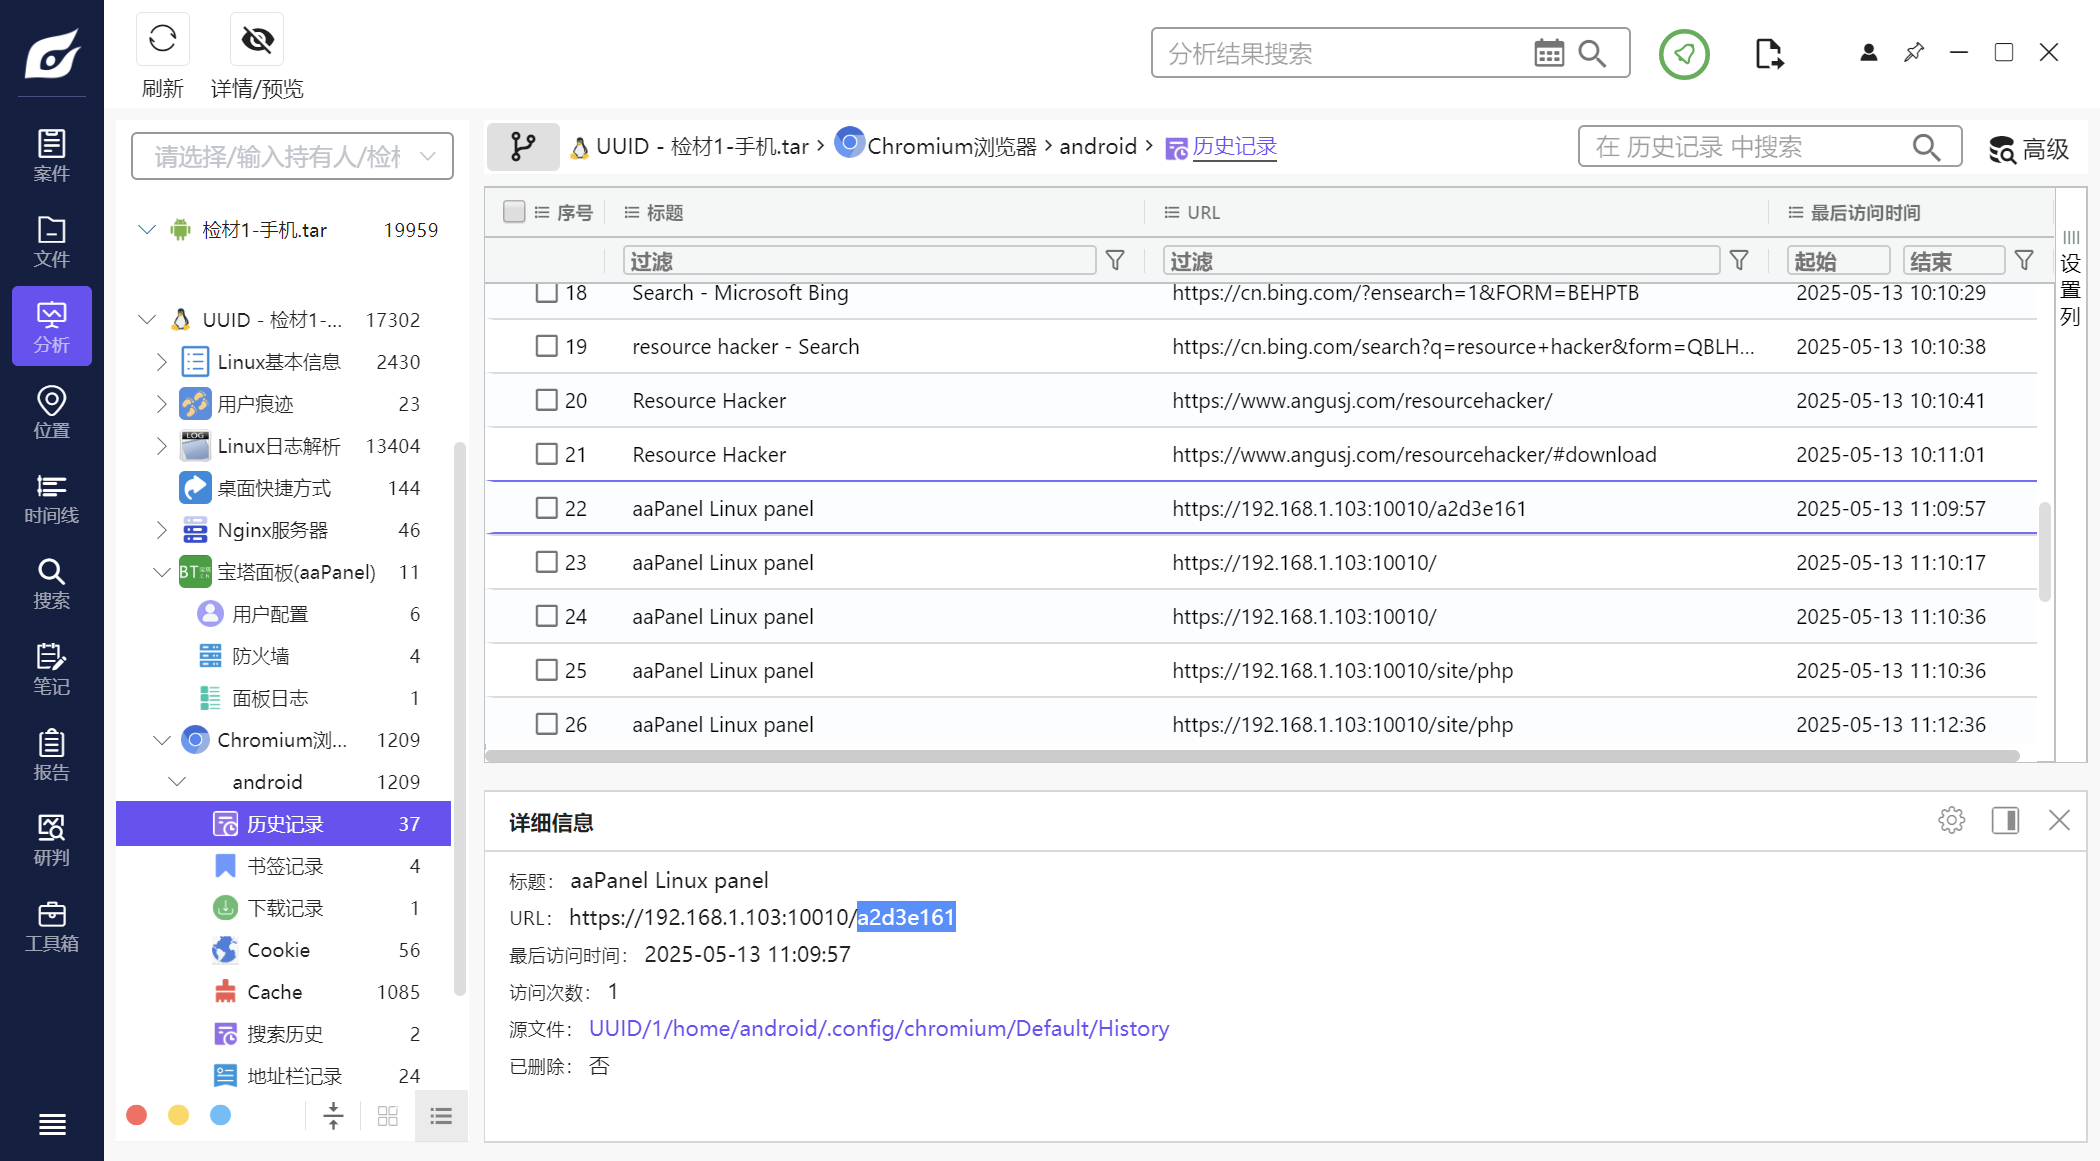 刷新
详情/预览
分析结果搜索
案件
文件
分析
位置
时间线
搜索
笔记
报告
研判
工具箱
请选择/输入持有人/检材
检材1-手机.tar 19959
UUID - 检材1-... 17302
Linux基本信息 2430
用户痕迹 23
Linux日志解析 13404
桌面快捷方式 144
Nginx服务器 46
宝塔面板(aaPanel) 11
用户配置 6
防火墙 4
面板日志 1
Chromium浏... 1209
android 1209
历史记录 37
书签记录 4
下载记录 1
Cookie 56
Cache 1085
搜索历史 2
地址栏记录 24
UUID - 检材1-手机.tar › Chromium浏览器 › android › 历史记录
在 历史记录 中搜索
高级
序号 标题 URL 最后访问时间
过滤 过滤 起始 结束
设置列
18 Search - Microsoft Bing https://cn.bing.com/?ensearch=1&FORM=BEHPTB 2025-05-13 10:10:29
19 resource hacker - Search https://cn.bing.com/search?q=resource+hacker&form=QBLH... 2025-05-13 10:10:38
20 Resource Hacker https://www.angusj.com/resourcehacker/ 2025-05-13 10:10:41
21 Resource Hacker https://www.angusj.com/resourcehacker/#download 2025-05-13 10:11:01
22 aaPanel Linux panel https://192.168.1.103:10010/a2d3e161 2025-05-13 11:09:57
23 aaPanel Linux panel https://192.168.1.103:10010/ 2025-05-13 11:10:17
24 aaPanel Linux panel https://192.168.1.103:10010/ 2025-05-13 11:10:36
25 aaPanel Linux panel https://192.168.1.103:10010/site/php 2025-05-13 11:10:36
26 aaPanel Linux panel https://192.168.1.103:10010/site/php 2025-05-13 11:12:36
详细信息
标题： aaPanel Linux panel
URL： https://192.168.1.103:10010/a2d3e161
最后访问时间： 2025-05-13 11:09:57
访问次数： 1
源文件： UUID/1/home/android/.config/chromium/Default/History
已删除： 否